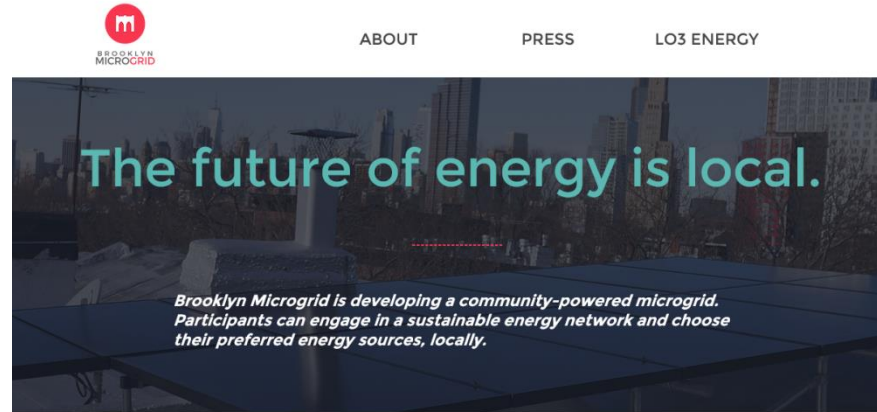 BROOKLYN
MICROGRID
ABOUT
PRESS
LO3 ENERGY
The future of energy is local.
Brooklyn Microgrid is developing a community-powered microgrid.
Participants can engage in a sustainable energy network and choose
their preferred energy sources, locally.